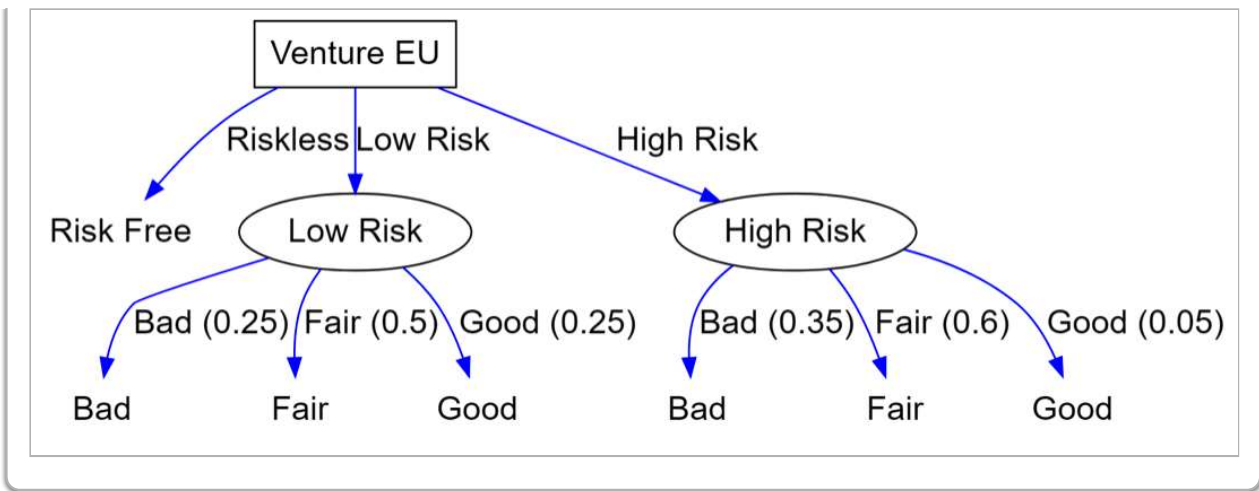 Venture EU
Riskless Low Risk High Risk
Risk Free Low Risk High Risk
Bad (0.25) Fair (0.5) Good (0.25) Bad (0.35) Fair (0.6) Good (0.05)
Bad Fair Good Bad Fair Good